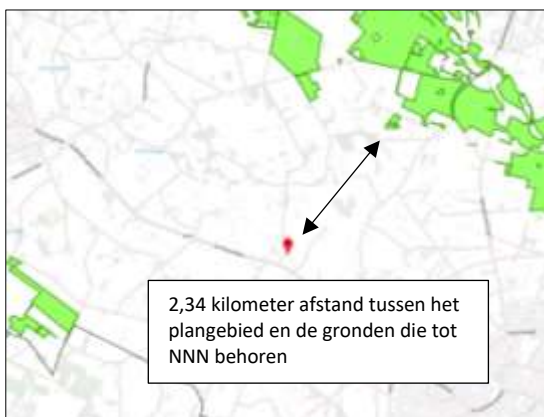 2,34 kilometer afstand tussen het
plangebied en de gronden die tot
NNN behoren